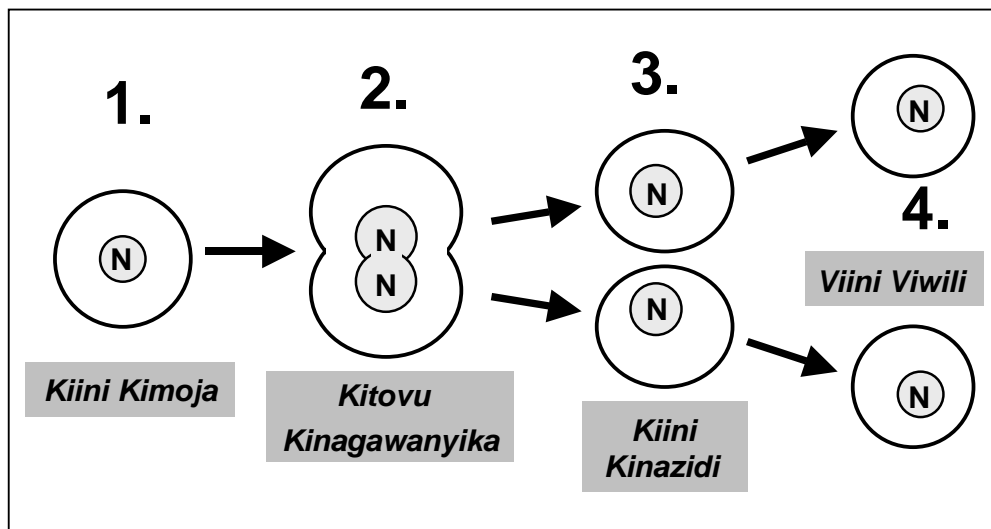 1.
N
Kiini Kimoja
2.
N
N
Kitovu
Kinagawanyika
3.
N
N
Kiini
Kinazidi
N
4.
Viini Viwili
N